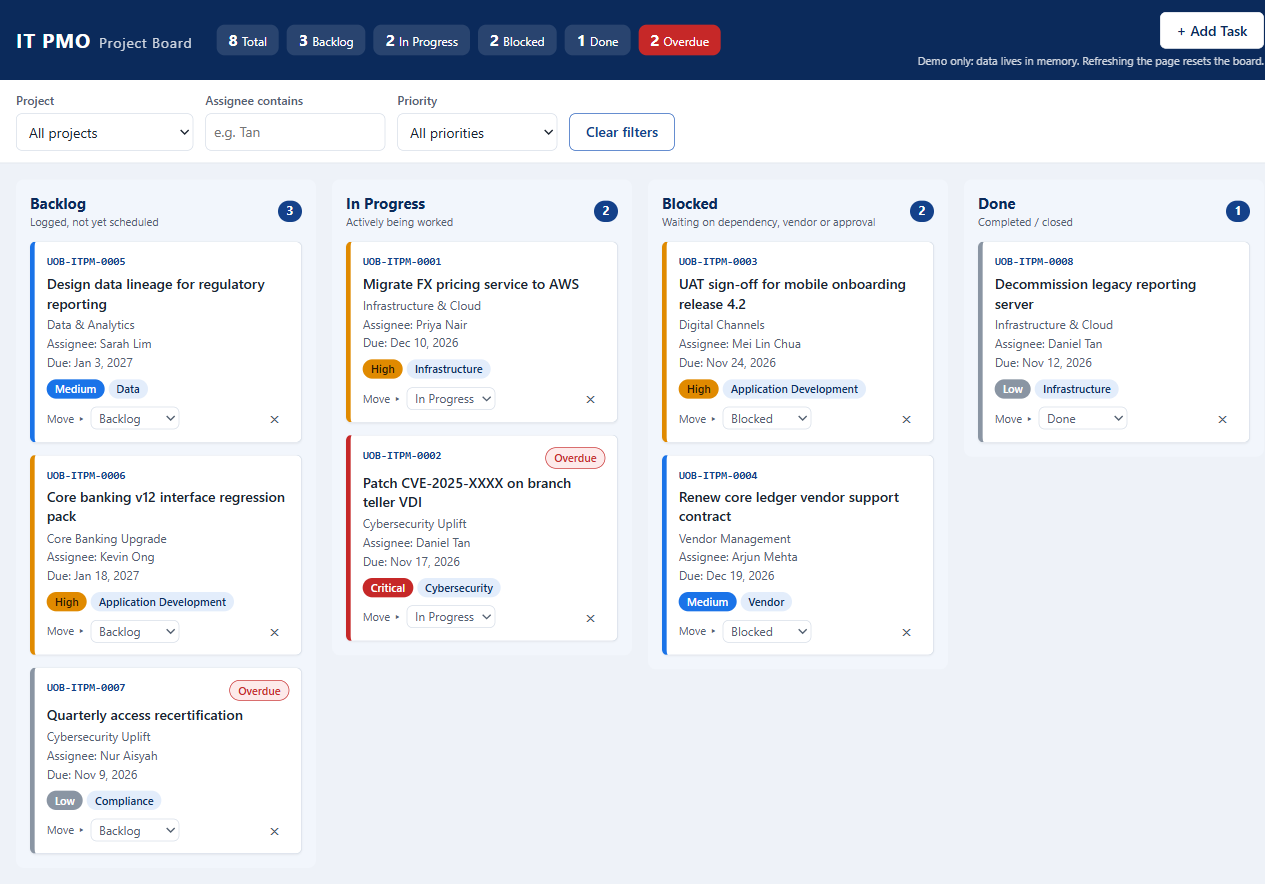 IT PMO Project Board
8 Total
3 Backlog
2 In Progress
2 Blocked
1 Done
2 Overdue
+ Add Task
Demo only: data lives in memory. Refreshing the page resets the board.
Project
All projects
Assignee contains
e.g. Tan
Priority
All priorities
Clear filters
Backlog
Logged, not yet scheduled
3
UOB-ITPM-0005
Design data lineage for regulatory
reporting
Data & Analytics
Assignee: Sarah Lim
Due: Jan 3, 2027
Medium Data
Move ▸ Backlog ×
UOB-ITPM-0006
Core banking v12 interface regression
pack
Core Banking Upgrade
Assignee: Kevin Ong
Due: Jan 18, 2027
High Application Development
Move ▸ Backlog ×
UOB-ITPM-0007 Overdue
Quarterly access recertification
Cybersecurity Uplift
Assignee: Nur Aisyah
Due: Nov 9, 2026
Low Compliance
Move ▸ Backlog ×
In Progress
Actively being worked
2
UOB-ITPM-0001
Migrate FX pricing service to AWS
Infrastructure & Cloud
Assignee: Priya Nair
Due: Dec 10, 2026
High Infrastructure
Move ▸ In Progress ×
UOB-ITPM-0002 Overdue
Patch CVE-2025-XXXX on branch
teller VDI
Cybersecurity Uplift
Assignee: Daniel Tan
Due: Nov 17, 2026
Critical Cybersecurity
Move ▸ In Progress ×
Blocked
Waiting on dependency, vendor or approval
2
UOB-ITPM-0003
UAT sign-off for mobile onboarding
release 4.2
Digital Channels
Assignee: Mei Lin Chua
Due: Nov 24, 2026
High Application Development
Move ▸ Blocked ×
UOB-ITPM-0004
Renew core ledger vendor support
contract
Vendor Management
Assignee: Arjun Mehta
Due: Dec 19, 2026
Medium Vendor
Move ▸ Blocked ×
Done
Completed / closed
1
UOB-ITPM-0008
Decommission legacy reporting
server
Infrastructure & Cloud
Assignee: Daniel Tan
Due: Nov 12, 2026
Low Infrastructure
Move ▸ Done ×